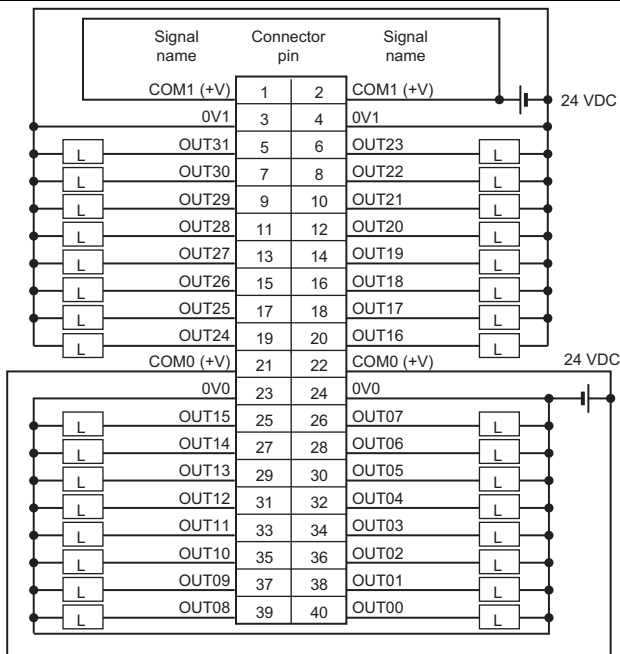 Signal name Connector pin Signal name
COM1 (+V) 1 2 COM1 (+V) 24 VDC
0V1 3 4 0V1
L OUT31 5 6 OUT23 L
L OUT30 7 8 OUT22 L
L OUT29 9 10 OUT21 L
L OUT28 11 12 OUT20 L
L OUT27 13 14 OUT19 L
L OUT26 15 16 OUT18 L
L OUT25 17 18 OUT17 L
L OUT24 19 20 OUT16 L
COM0 (+V) 21 22 COM0 (+V) 24 VDC
0V0 23 24 0V0
L OUT15 25 26 OUT07 L
L OUT14 27 28 OUT06 L
L OUT13 29 30 OUT05 L
L OUT12 31 32 OUT04 L
L OUT11 33 34 OUT03 L
L OUT10 35 36 OUT02 L
L OUT09 37 38 OUT01 L
L OUT08 39 40 OUT00 L